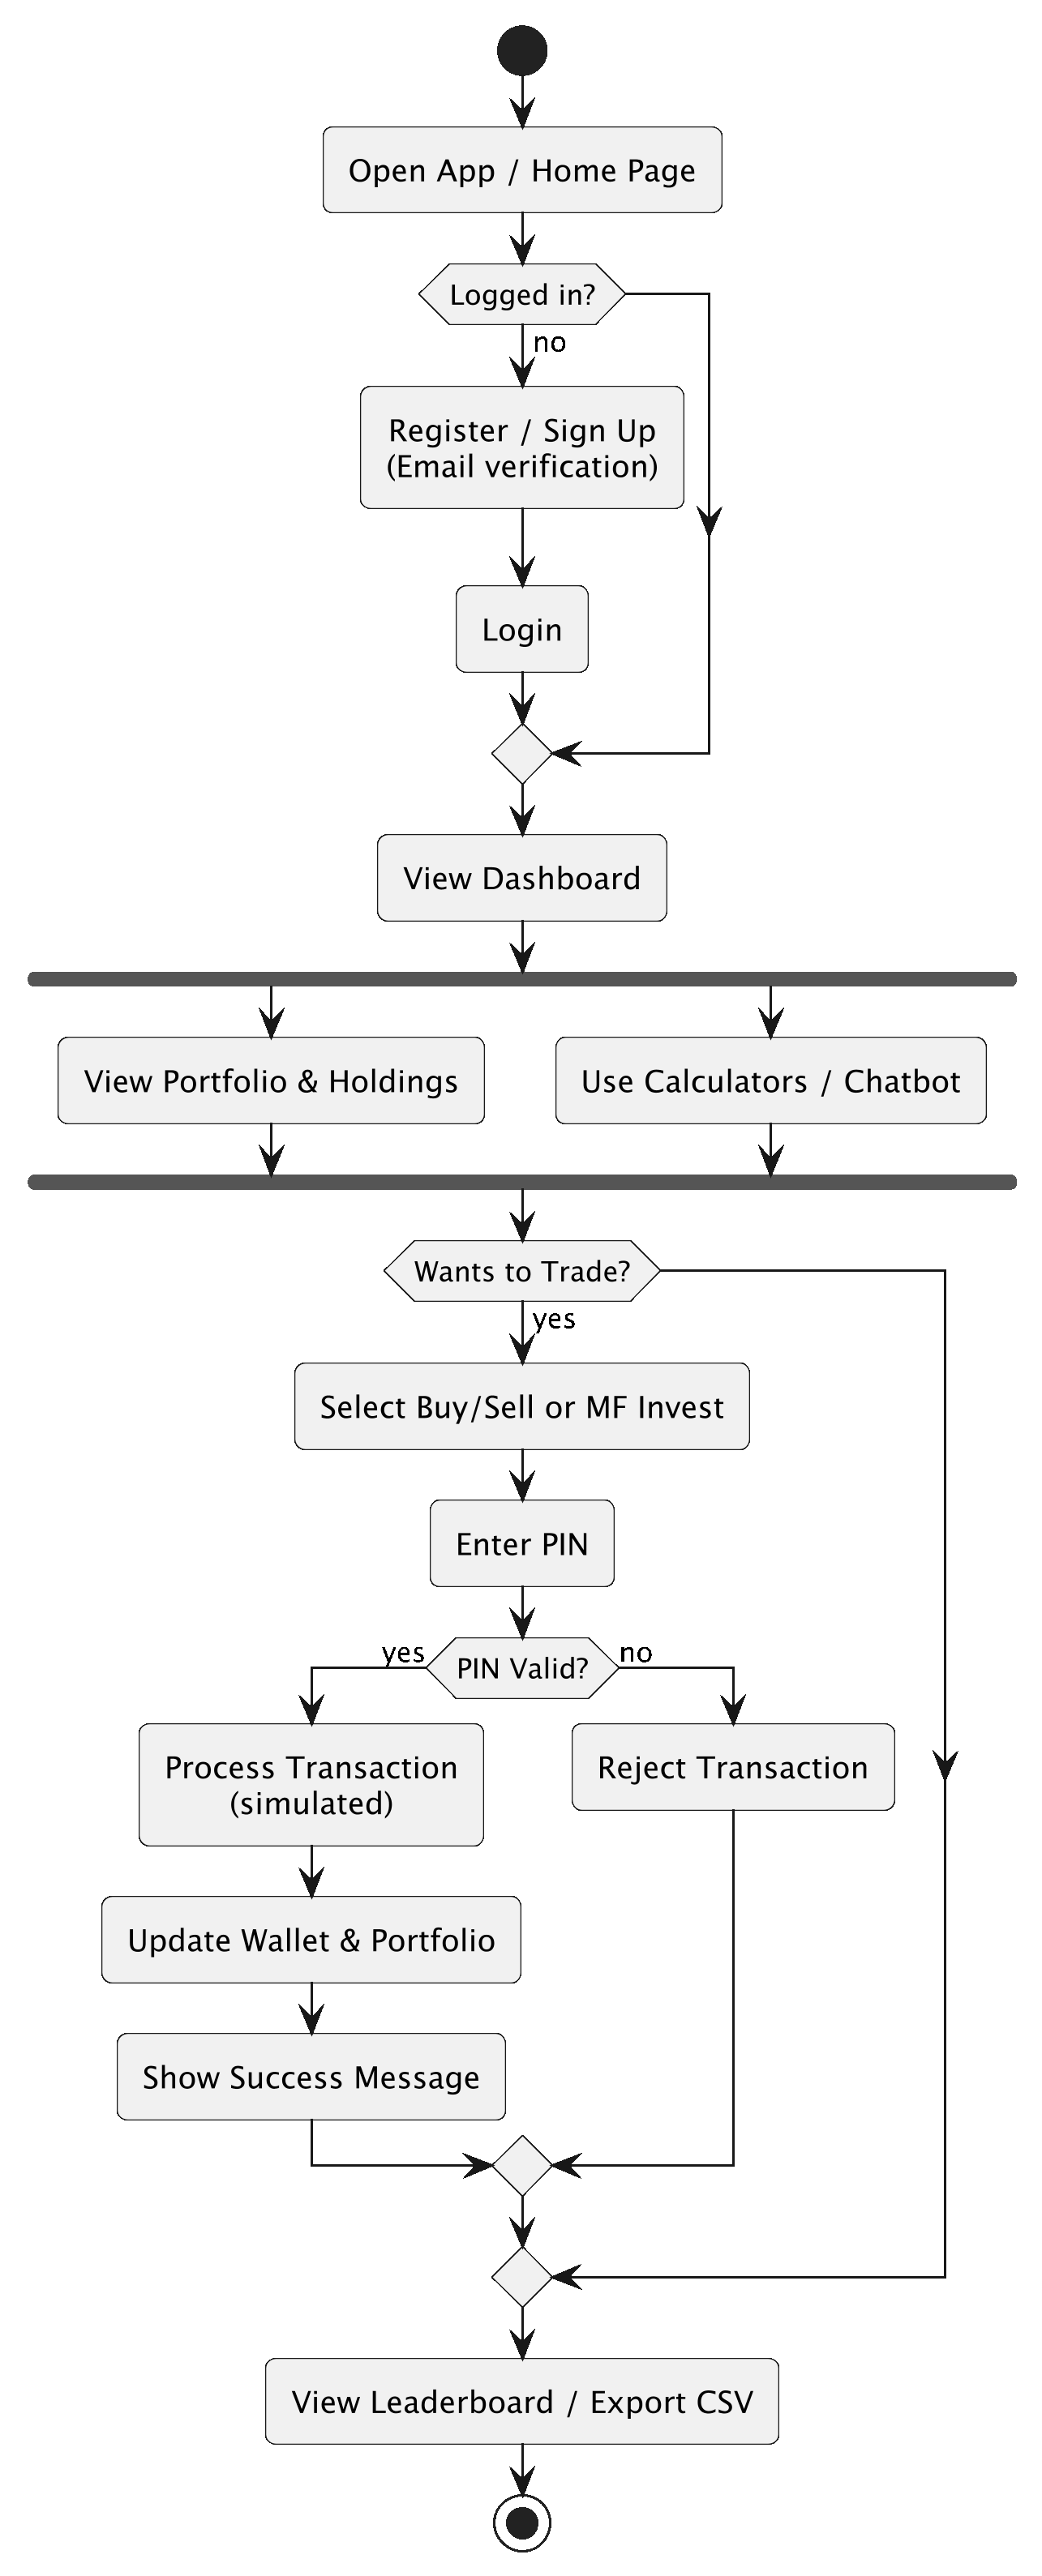 Open App / Home Page
Logged in?
no
Register / Sign Up
(Email verification)
Login
View Dashboard
View Portfolio & Holdings
Use Calculators / Chatbot
Wants to Trade?
yes
Select Buy/Sell or MF Invest
Enter PIN
yes
PIN Valid?
no
Process Transaction
(simulated)
Reject Transaction
Update Wallet & Portfolio
Show Success Message
View Leaderboard / Export CSV